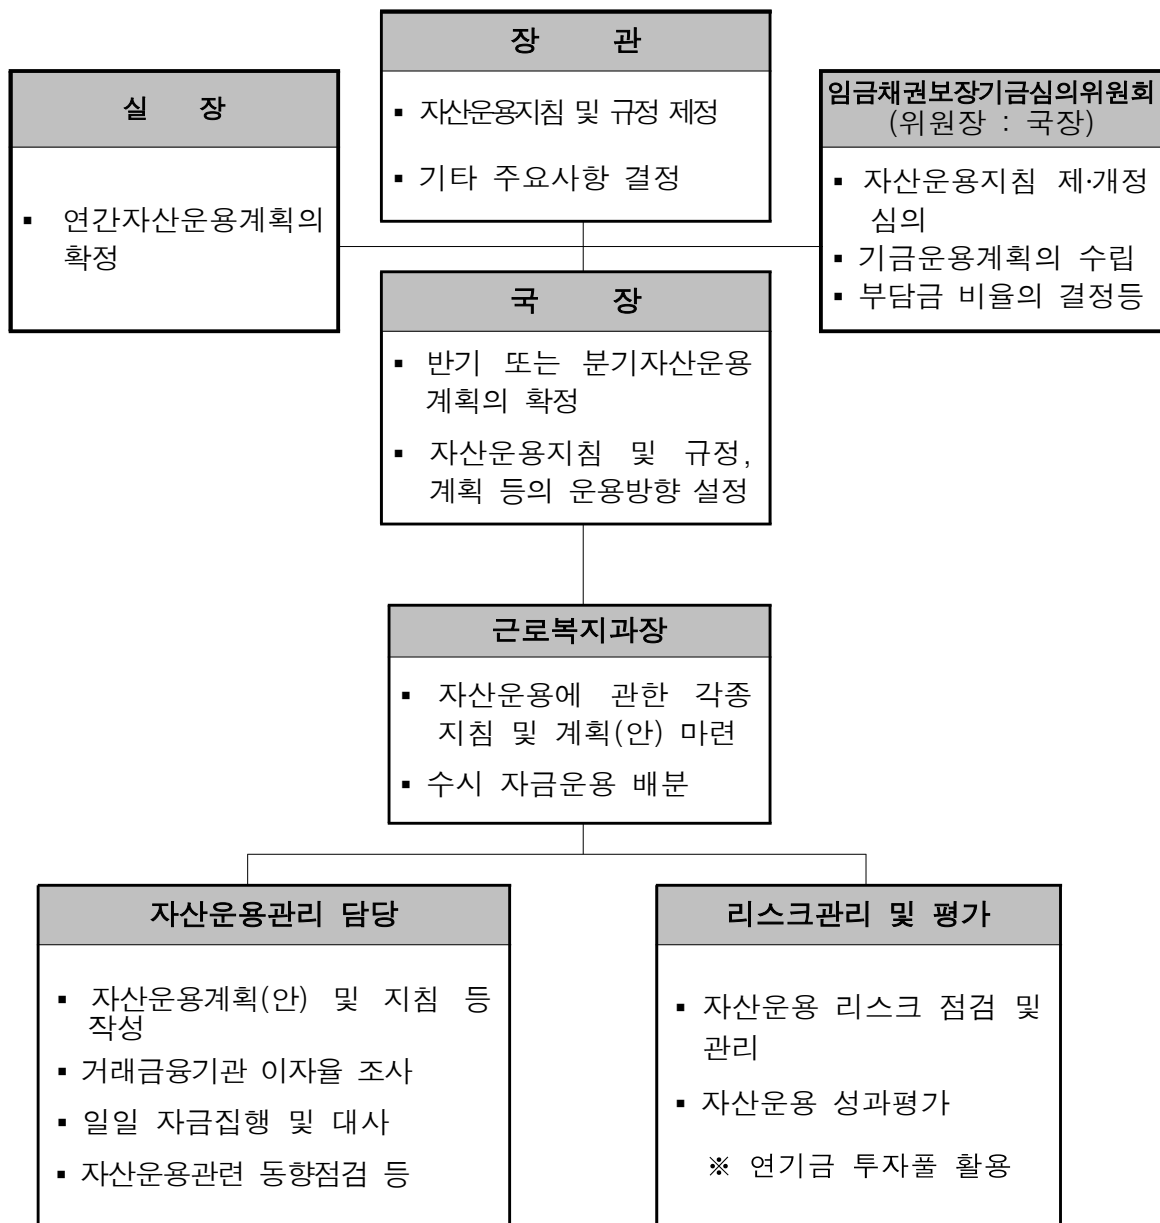 장 관
▪ 자산운용지침 및 규정 제정
▪ 기타 주요사항 결정
실 장
▪ 연간자산운용계획의
확정
임금채권보장기금심의위원회
(위원장 : 국장)
▪ 자산운용지침 제·개정
심의
▪ 기금운용계획의 수립
▪ 부담금 비율의 결정등
국 장
▪ 반기 또는 분기자산운용
계획의 확정
▪ 자산운용지침 및 규정,
계획 등의 운용방향 설정
근로복지과장
▪ 자산운용에 관한 각종
지침 및 계획(안) 마련
▪ 수시 자금운용 배분
자산운용관리 담당
▪ 자산운용계획(안) 및 지침 등
작성
▪ 거래금융기관 이자율 조사
▪ 일일 자금집행 및 대사
▪ 자산운용관련 동향점검 등
리스크관리 및 평가
▪ 자산운용 리스크 점검 및
관리
▪ 자산운용 성과평가
※ 연기금 투자풀 활용